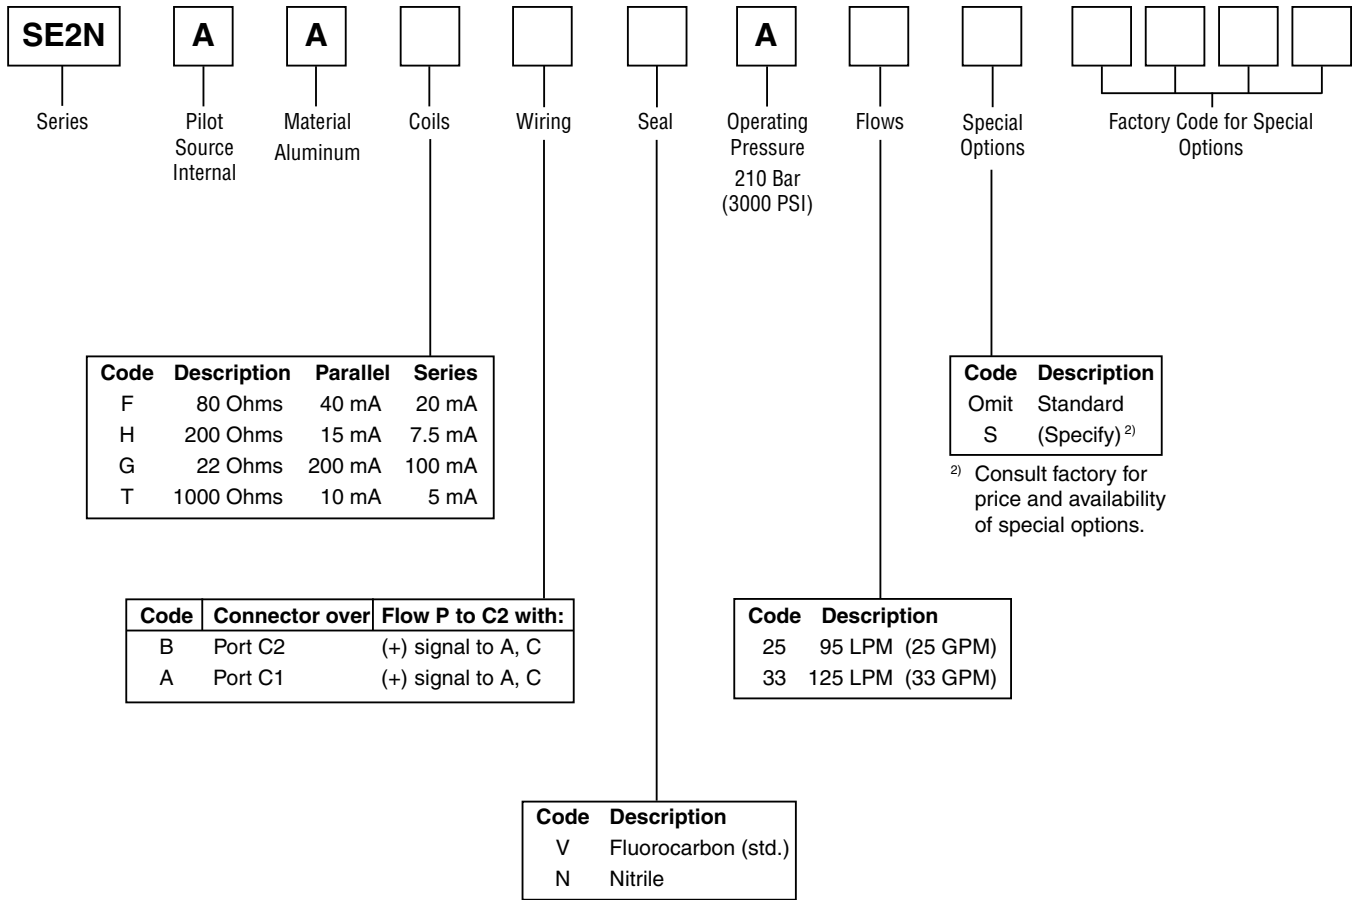 SE2N A A A
Series
Pilot
Source
Internal
Material
Aluminum
Coils
Wiring
Seal
Operating
Pressure
210 Bar
(3000 PSI)
Flows
Special
Options
Factory Code for Special
Options
Code Description Parallel Series
F 80 Ohms 40 mA 20 mA
H 200 Ohms 15 mA 7.5 mA
G 22 Ohms 200 mA 100 mA
T 1000 Ohms 10 mA 5 mA
Code Description
Omit Standard
S (Specify) 2)
2) Consult factory for
price and availability
of special options.
Code Connector over Flow P to C2 with:
B Port C2 (+) signal to A, C
A Port C1 (+) signal to A, C
Code Description
25 95 LPM (25 GPM)
33 125 LPM (33 GPM)
Code Description
V Fluorocarbon (std.)
N Nitrile